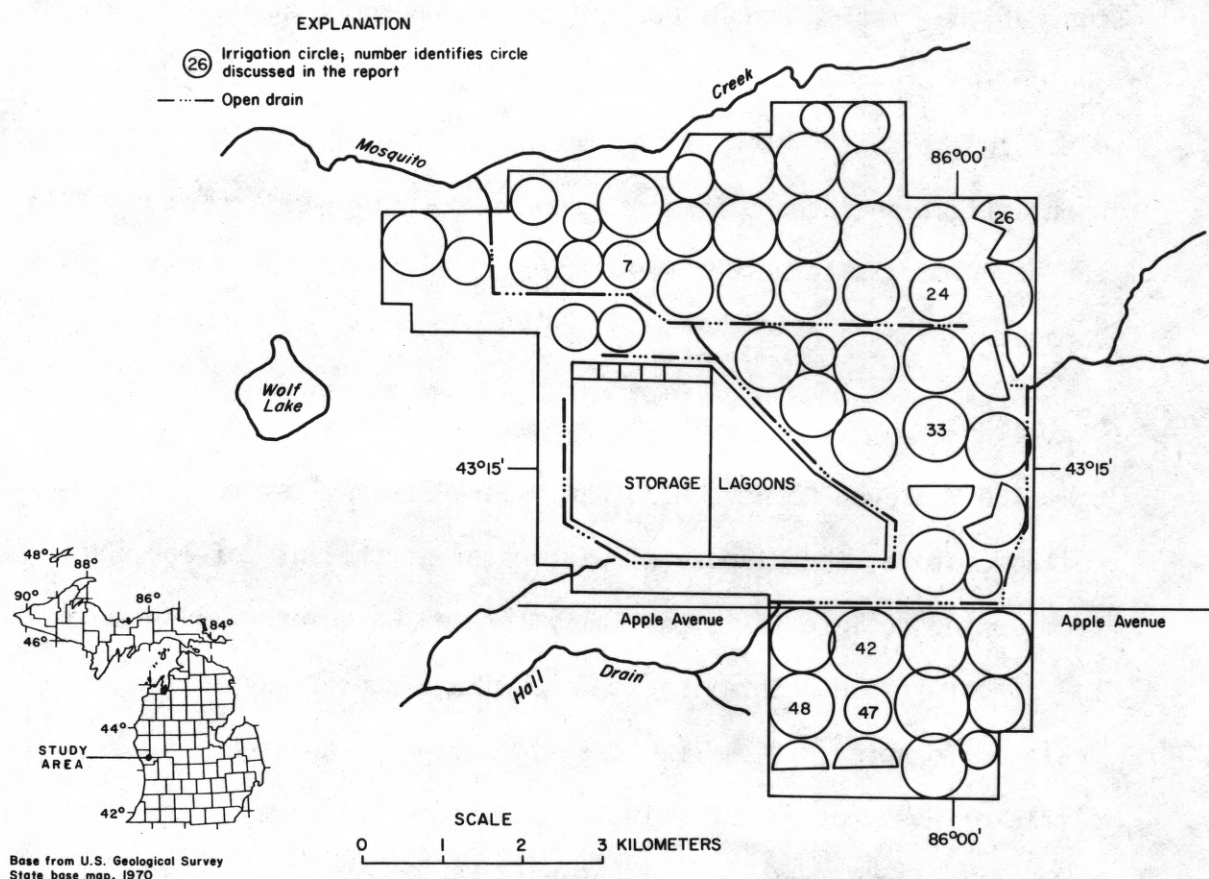 EXPLANATION
26 Irrigation circle; number identifies circle
discussed in the report
Open drain
Creek
Mosquito
86°00'
26
7
24
Wolf
Lake
33
43°15'
43°15'
STORAGE LAGOONS
48°
88°
90°
86°
84°
46°
Apple Avenue
Apple Avenue
42
Hall Drain
48
47
44°
STUDY
AREA
42°
SCALE
86°00'
0 1 2 3 KILOMETERS
Base from U.S. Geological Survey
State base map, 1970